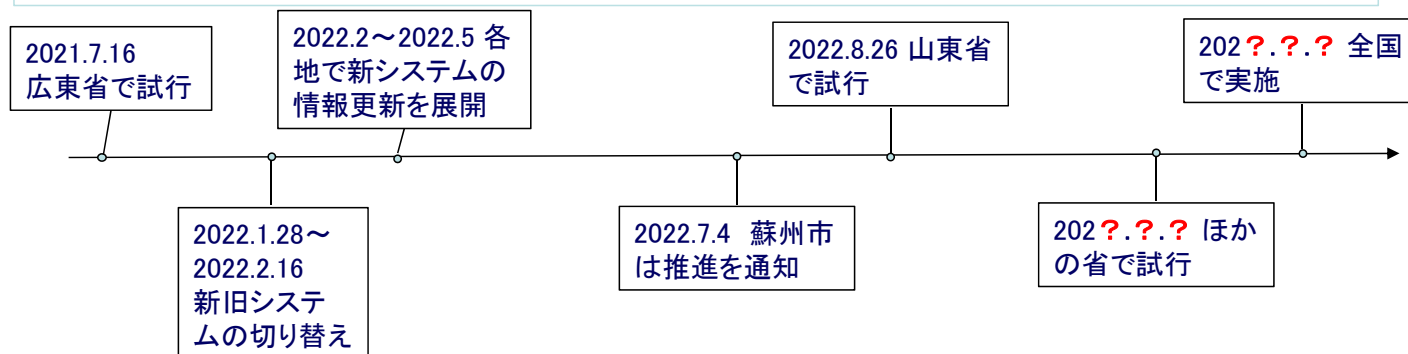 2021.7.16
広東省で試行
2022.2～2022.5 各
地で新システムの
情報更新を展開
2022.8.26 山東省
で試行
202？.？.？ 全国
で実施
2022.1.28～
2022.2.16
新旧システ
ムの切り替え
2022.7.4 蘇州市
は推進を通知
202？.？.？ ほか
の省で試行